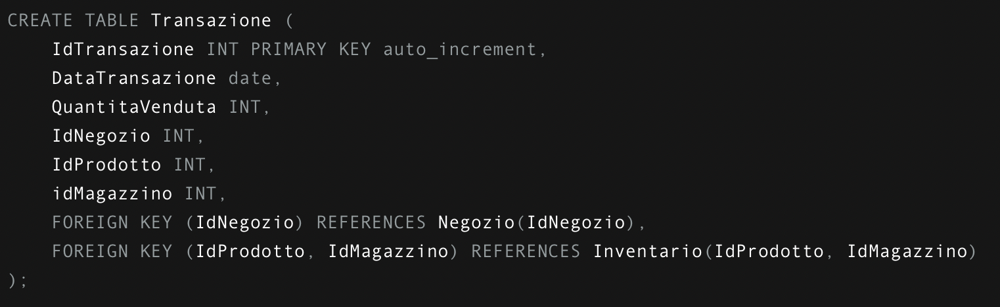 CREATE TABLE Transazione (
    IdTransazione INT PRIMARY KEY auto_increment,
    DataTransazione date,
    QuantitaVenduta INT,
    IdNegozio INT,
    IdProdotto INT,
    idMagazzino INT,
    FOREIGN KEY (IdNegozio) REFERENCES Negozio(IdNegozio),
    FOREIGN KEY (IdProdotto, IdMagazzino) REFERENCES Inventario(IdProdotto, IdMagazzino)
);